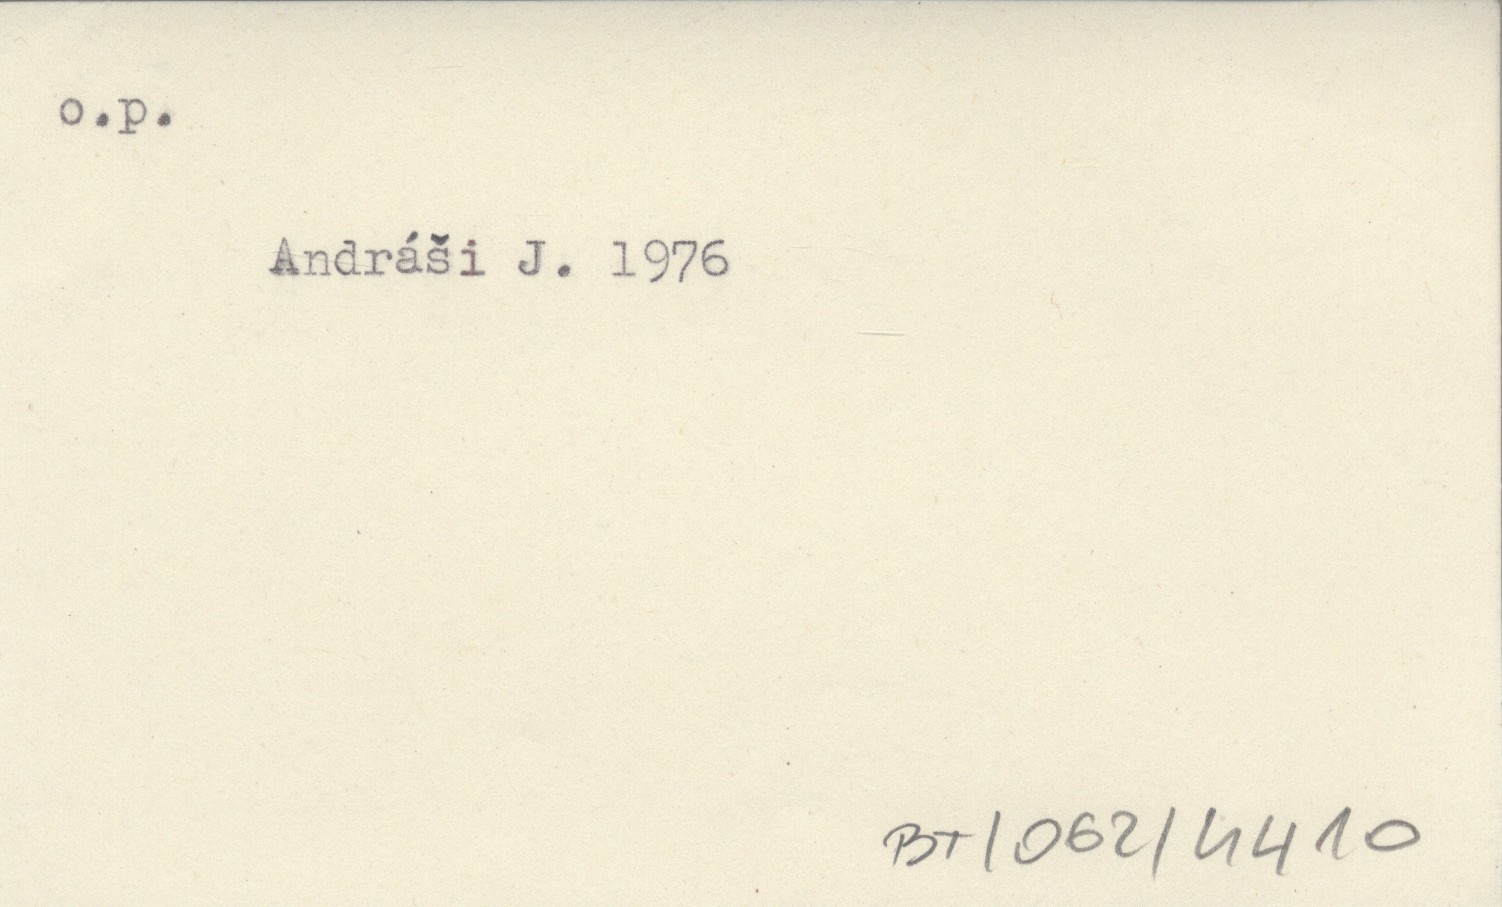 o.p.
Andráši J. 1976
BT/062/4410